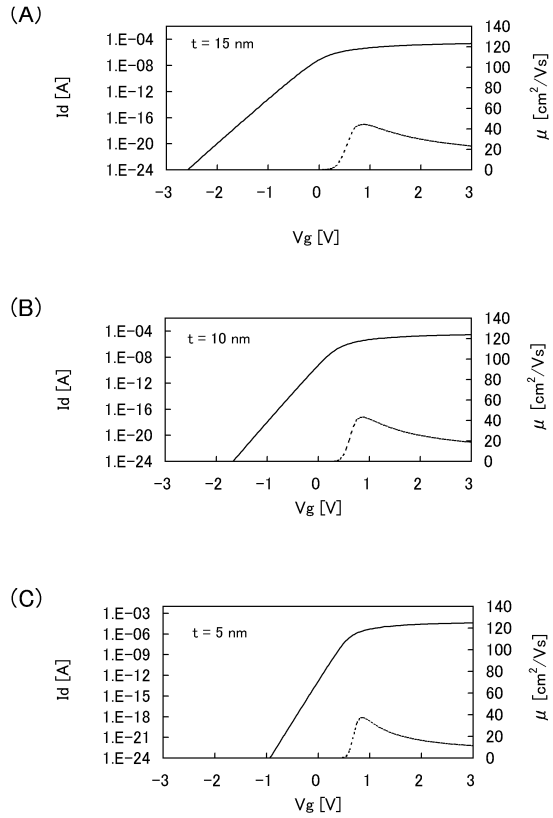 (A)
t = 15 nm
Id [A]
1.E−04
1.E−08
1.E−12
1.E−16
1.E−20
1.E−24
140
120
100
80
60
40
20
0
μ [cm²/Vs]
−3 −2 −1 0 1 2 3
Vg [V]
(B)
t = 10 nm
Id [A]
1.E−04
1.E−08
1.E−12
1.E−16
1.E−20
1.E−24
140
120
100
80
60
40
20
0
μ [cm²/Vs]
−3 −2 −1 0 1 2 3
Vg [V]
(C)
t = 5 nm
Id [A]
1.E−03
1.E−06
1.E−09
1.E−12
1.E−15
1.E−18
1.E−21
1.E−24
140
120
100
80
60
40
20
0
μ [cm²/Vs]
−3 −2 −1 0 1 2 3
Vg [V]